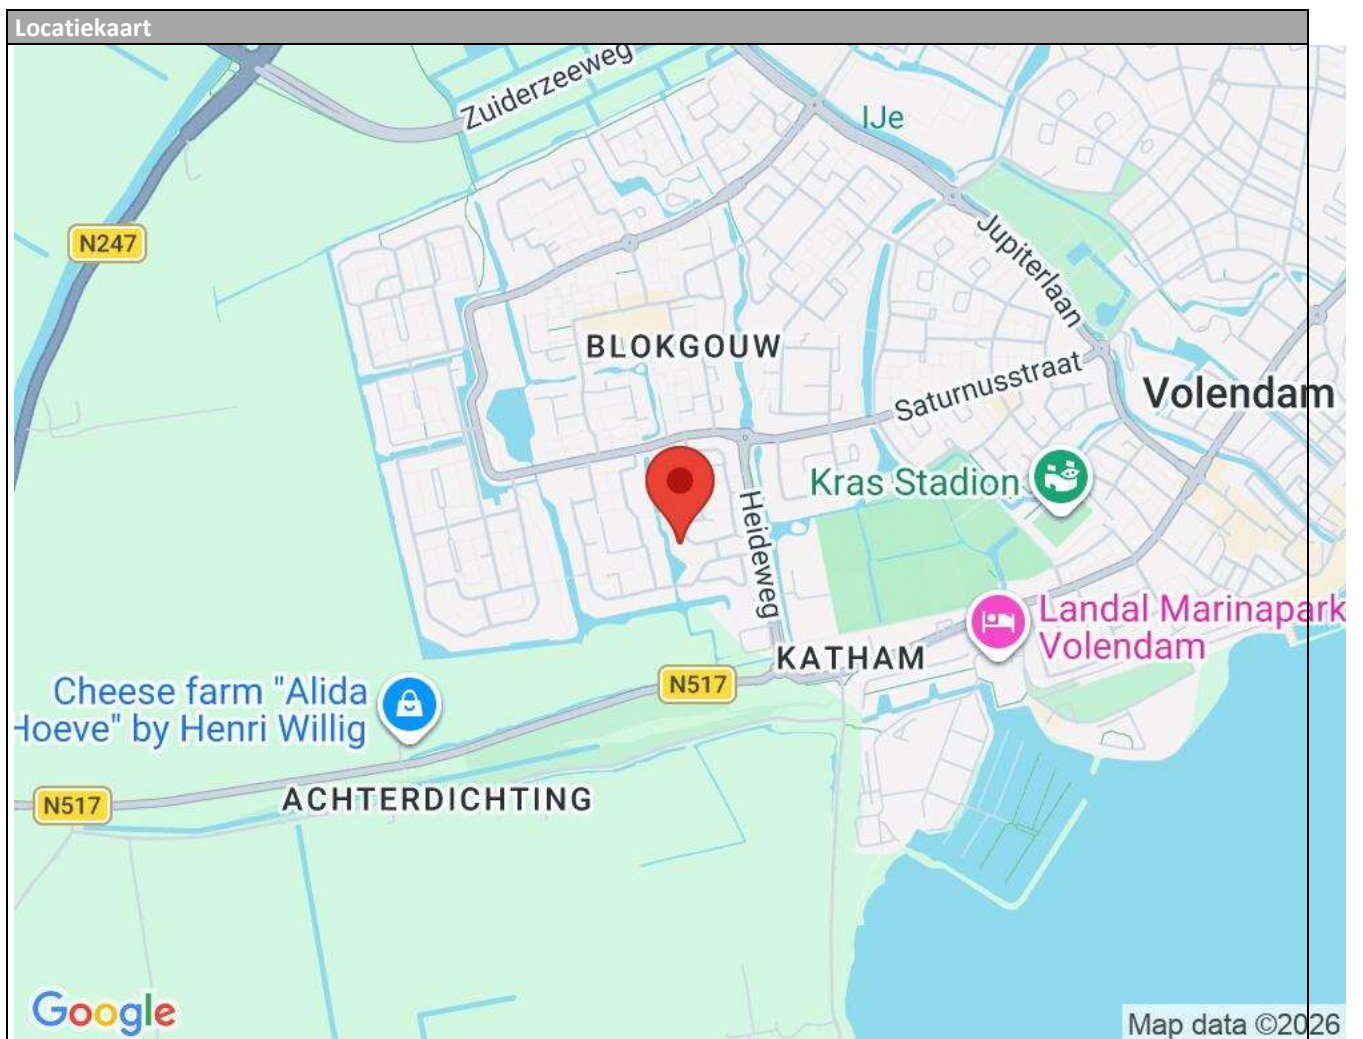 Locatiekaart
Zuiderzeeweg
IJe
N247
Jupiterlaan
BLOKGOUW
Saturnusstraat
Volendam
Kras Stadion
Heideweg
Landal Marinapark
Volendam
KATHAM
N517
Cheese farm "Alida
Hoeve" by Henri Willig
N517
ACHTERDICHTING
Google
Map data ©2026